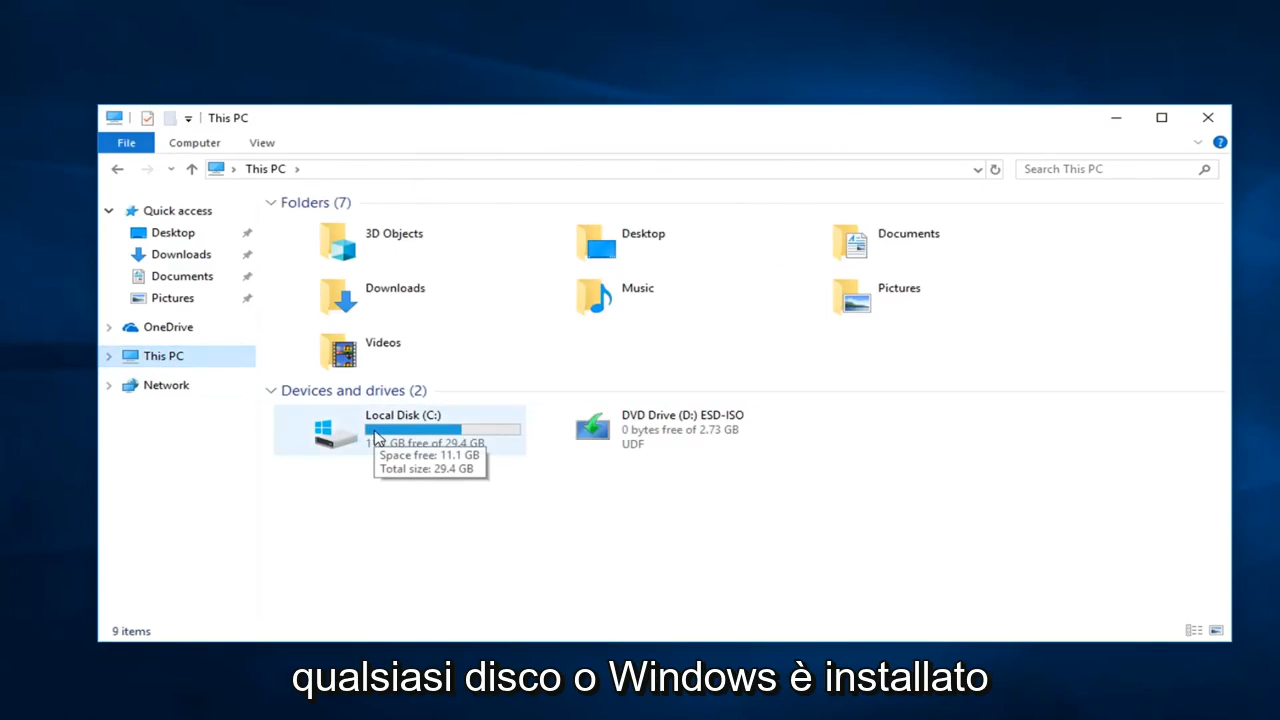 This PC
File Computer View
This PC
Search This PC
Quick access
Desktop
Downloads
Documents
Pictures
OneDrive
This PC
Network
Folders (7)
3D Objects
Desktop
Documents
Downloads
Music
Pictures
Videos
Devices and drives (2)
Local Disk (C:)
GB free of 29.4 GB
Space free: 11.1 GB
Total size: 29.4 GB
DVD Drive (D:) ESD-ISO
0 bytes free of 2.73 GB
UDF
9 items
qualsiasi disco o Windows è installato